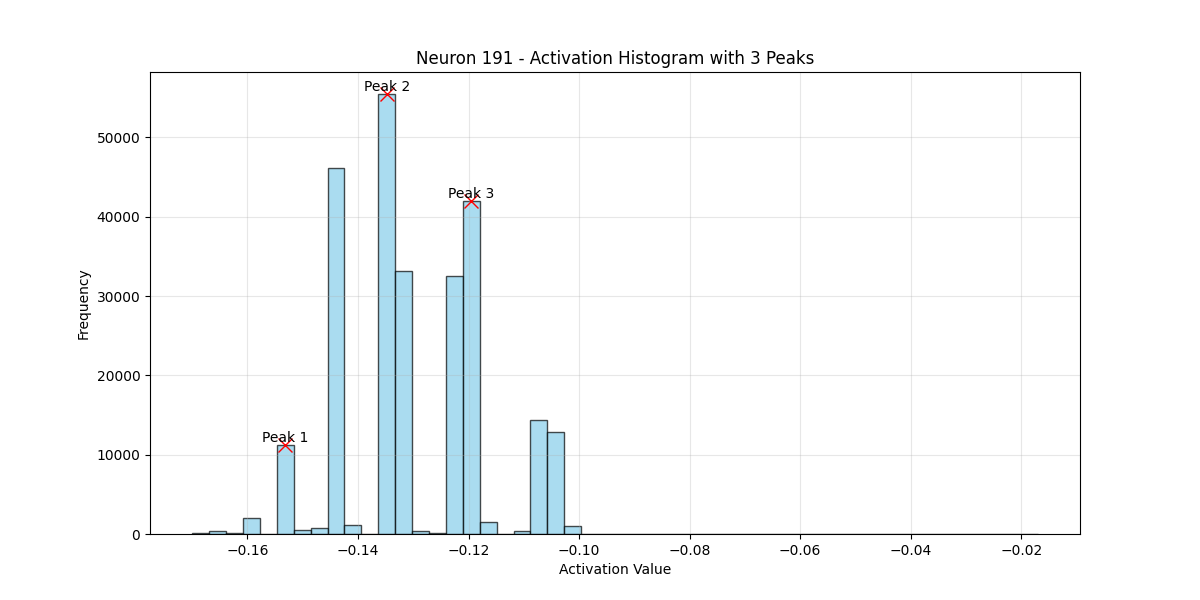 Neuron 191 - Activation Histogram with 3 Peaks
Peak 2
50000
Peak 3
40000
Frequency
30000
20000
Peak 1
10000
0
−0.16
−0.14
−0.12
−0.10
−0.08
−0.06
−0.04
−0.02
Activation Value